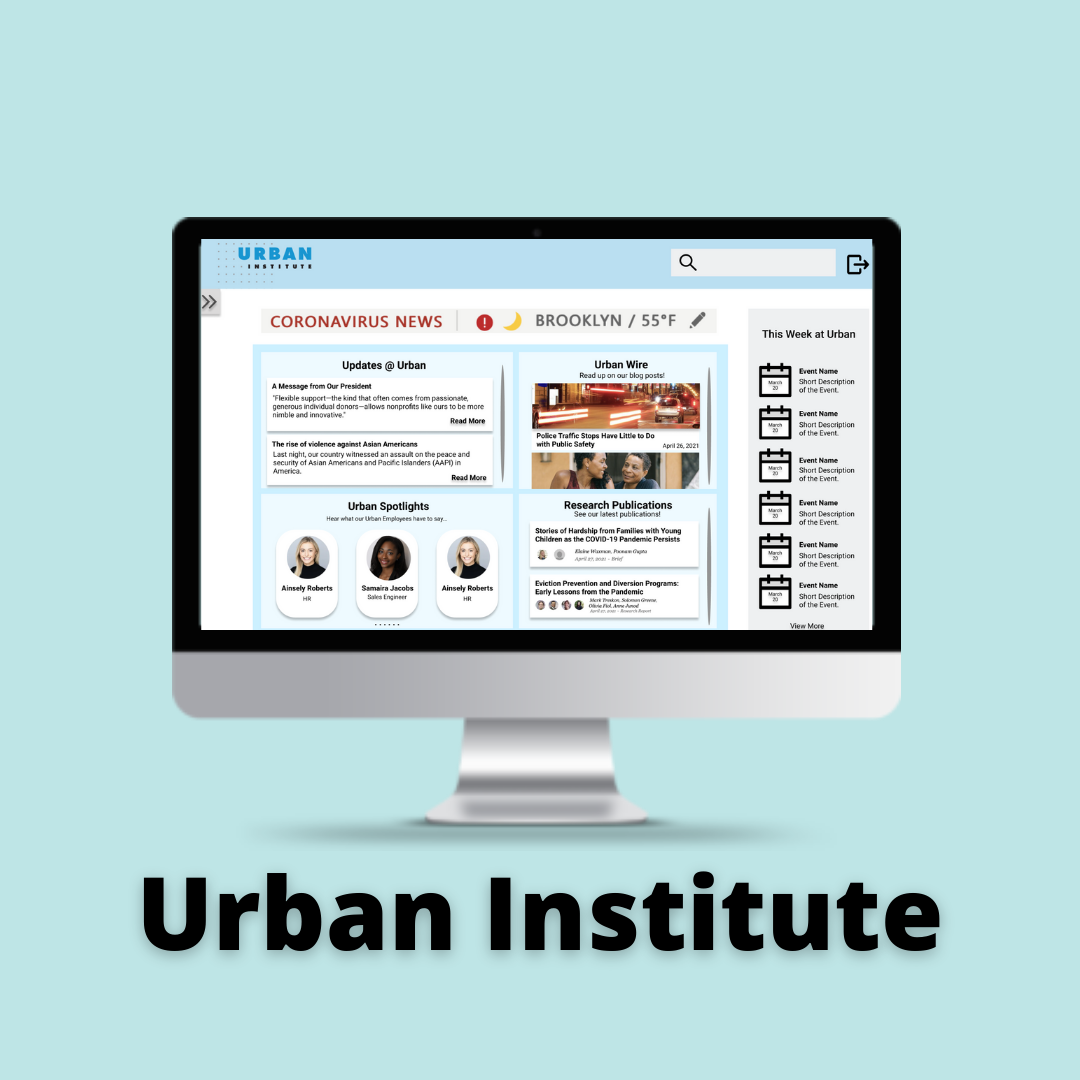 URBAN
INSTITUTE
CORONAVIRUS NEWS
BROOKLYN / 55°F
Updates @ Urban
A Message from Our President
"Flexible support—the kind that often comes from passionate,
generous individual donors—allows nonprofits like ours to be more
nimble and innovative."
Read More
The rise of violence against Asian Americans
Last night, our country witnessed an assault on the peace and
security of Asian Americans and Pacific Islanders (AAPI) in
America.
Read More
Urban Wire
Read up on our blog posts!
Police Traffic Stops Have Little to Do
with Public Safety
April 26, 2021
Urban Spotlights
Hear what our Urban Employees have to say...
Ainsely Roberts
HR
Samaira Jacobs
Sales Engineer
Ainsely Roberts
HR
Research Publications
See our latest publications!
Stories of Hardship from Families with Young
Children as the COVID-19 Pandemic Persists
Elaine Waxman, Poonam Gupta
April 27, 2021 – Brief
Eviction Prevention and Diversion Programs:
Early Lessons from the Pandemic
Mark Treskon, Solomon Greene,
Olivia Fiol, Anne Junod
April 27, 2021 – Research Report
This Week at Urban
March
20
Event Name
Short Description
of the Event.
March
20
Event Name
Short Description
of the Event.
March
20
Event Name
Short Description
of the Event.
March
20
Event Name
Short Description
of the Event.
March
20
Event Name
Short Description
of the Event.
March
20
Event Name
Short Description
of the Event.
View More
Urban Institute